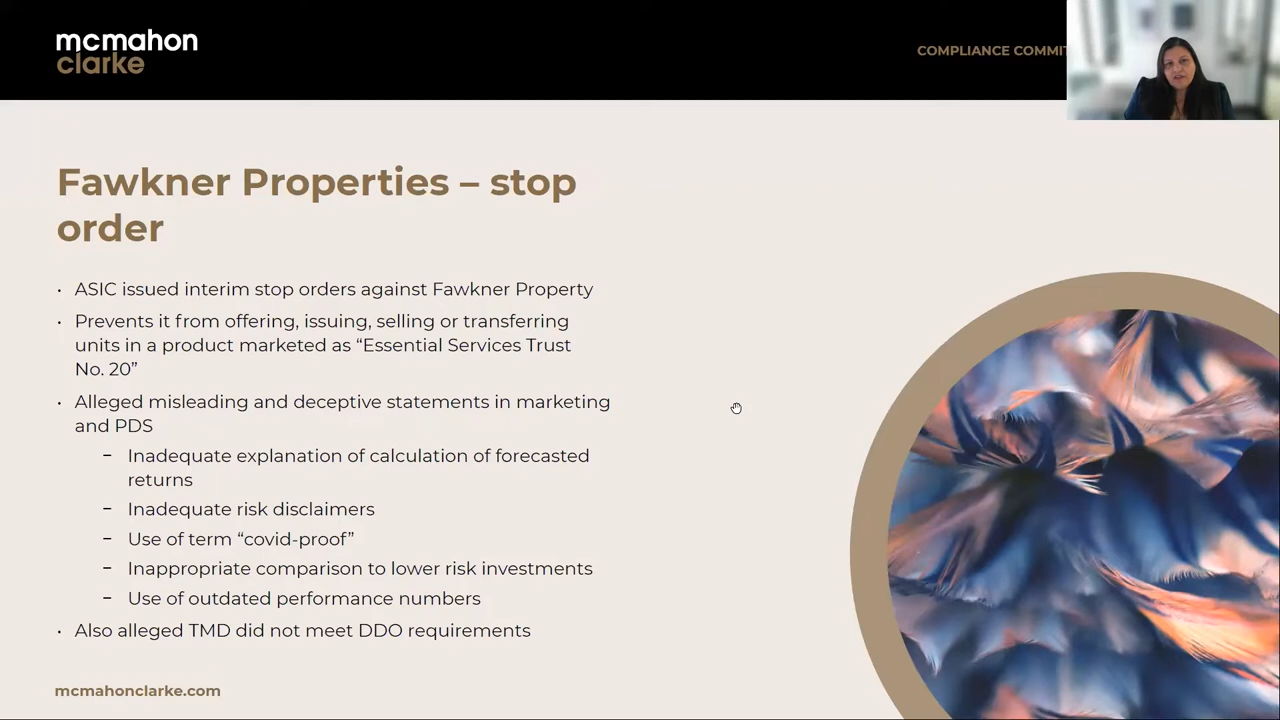 mcmahon
clarke
COMPLIANCE COMMIT
Fawkner Properties – stop
order
• ASIC issued interim stop orders against Fawkner Property
• Prevents it from offering, issuing, selling or transferring
units in a product marketed as “Essential Services Trust
No. 20”
• Alleged misleading and deceptive statements in marketing
and PDS
– Inadequate explanation of calculation of forecasted
returns
– Inadequate risk disclaimers
– Use of term “covid-proof”
– Inappropriate comparison to lower risk investments
– Use of outdated performance numbers
• Also alleged TMD did not meet DDO requirements
mcmahonclarke.com